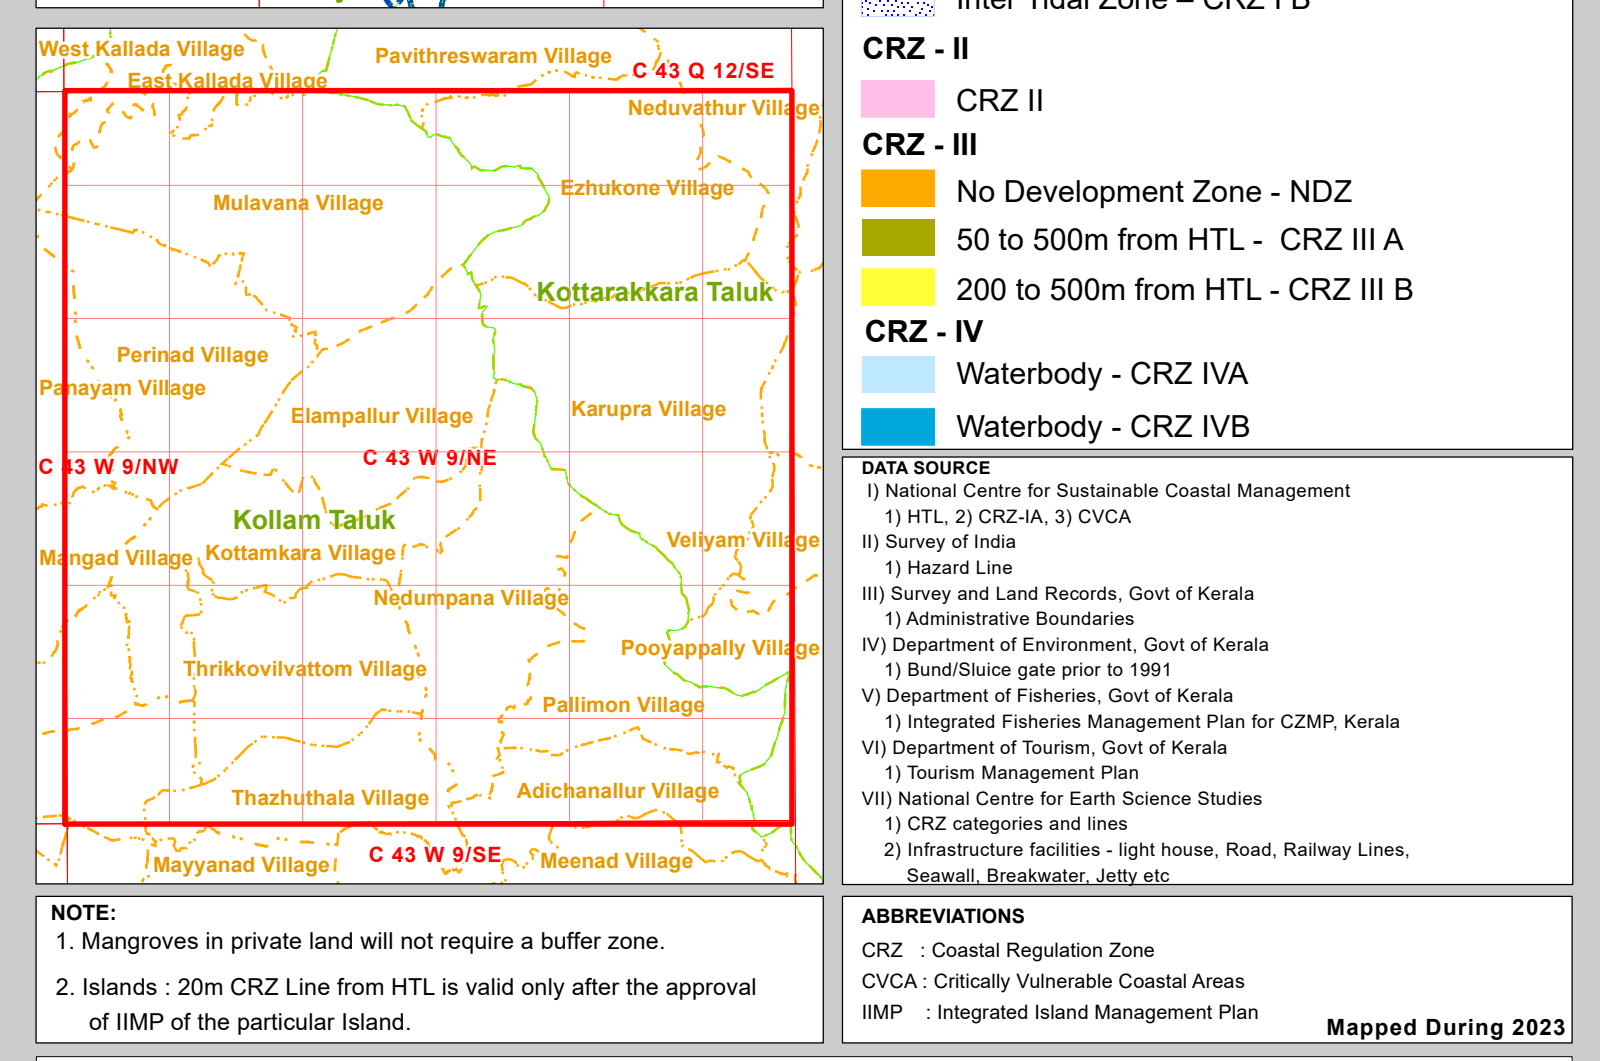 West Kallada Village
Pavithreswaram Village
C 43 Q 12/SE
East Kallada Village
Neduvathur Village
Ezhukone Village
Mulavana Village
Kottarakkara Taluk
Perinad Village
Panayam Village
Elampallur Village
Karupra Village
C 43 W 9/NW
C 43 W 9/NE
Kollam Taluk
Veliyam Village
Mangad Village
Kottamkara Village
Nedumpana Village
Pooyappally Village
Thrikkovilvattom Village
Pallimon Village
Thazhuthala Village
Adichanallur Village
Mayyanad Village
C 43 W 9/SE
Meenad Village
NOTE:
1. Mangroves in private land will not require a buffer zone.
2. Islands : 20m CRZ Line from HTL is valid only after the approval
of IIMP of the particular Island.
Inter Tidal Zone – CRZ I B
CRZ - II
CRZ II
CRZ - III
No Development Zone - NDZ
50 to 500m from HTL - CRZ III A
200 to 500m from HTL - CRZ III B
CRZ - IV
Waterbody - CRZ IVA
Waterbody - CRZ IVB
DATA SOURCE
I) National Centre for Sustainable Coastal Management
1) HTL, 2) CRZ-IA, 3) CVCA
II) Survey of India
1) Hazard Line
III) Survey and Land Records, Govt of Kerala
1) Administrative Boundaries
IV) Department of Environment, Govt of Kerala
1) Bund/Sluice gate prior to 1991
V) Department of Fisheries, Govt of Kerala
1) Integrated Fisheries Management Plan for CZMP, Kerala
VI) Department of Tourism, Govt of Kerala
1) Tourism Management Plan
VII) National Centre for Earth Science Studies
1) CRZ categories and lines
2) Infrastructure facilities - light house, Road, Railway Lines,
Seawall, Breakwater, Jetty etc
ABBREVIATIONS
CRZ : Coastal Regulation Zone
CVCA : Critically Vulnerable Coastal Areas
IIMP : Integrated Island Management Plan
Mapped During 2023